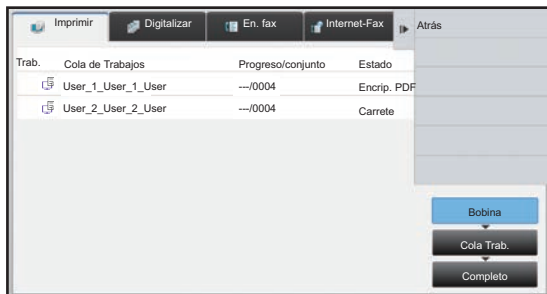 Imprimir Digitalizar En. fax Internet-Fax Atrás
Trab. Cola de Trabajos Progreso/conjunto Estado
User_1_User_1_User ---/0004 Encrip. PDF
User_2_User_2_User ---/0004 Carrete
Bobina
Cola Trab.
Completo